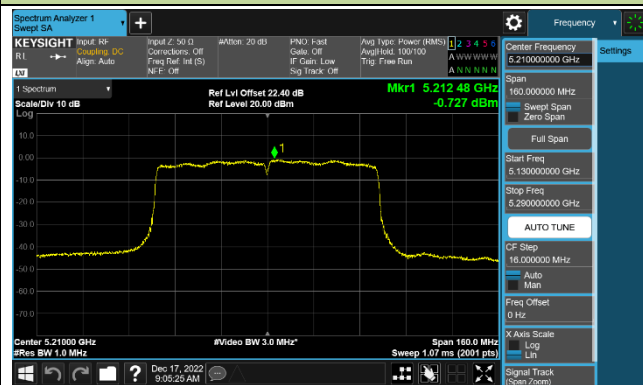 Spectrum Analyzer 1
Swept SA
+
Frequency
KEYSIGHT
RL
LXI
Input: RF
Coupling: DC
Align: Auto
Input Z: 50 Ω
Corrections: Off
Freq Ref: Int (S)
NFE: Off
#Atten: 20 dB
PNO: Fast
Gate: Off
IF Gain: Low
Sig Track: Off
Avg Type: Power (RMS)
Avg|Hold: 100/100
Trig: Free Run
1 2 3 4 5 6
A W W W W W
A N N N N N
1 Spectrum
Scale/Div 10 dB
Log
Ref Lvl Offset 22.40 dB
Ref Level 20.00 dBm
Mkr1 5.212 48 GHz
-0.727 dBm
1
10.0
0.00
-10.0
-20.0
-30.0
-40.0
-50.0
-60.0
-70.0
Center 5.21000 GHz
#Res BW 1.0 MHz
#Video BW 3.0 MHz*
Span 160.0 MHz
Sweep 1.07 ms (2001 pts)
Dec 17, 2022
9:05:25 AM
?
Center Frequency
5.210000000 GHz
Settings
Span
160.000000 MHz
Swept Span
Zero Span
Full Span
Start Freq
5.130000000 GHz
Stop Freq
5.290000000 GHz
AUTO TUNE
CF Step
16.000000 MHz
Auto
Man
Freq Offset
0 Hz
X Axis Scale
Log
Lin
Signal Track
(Span Zoom)